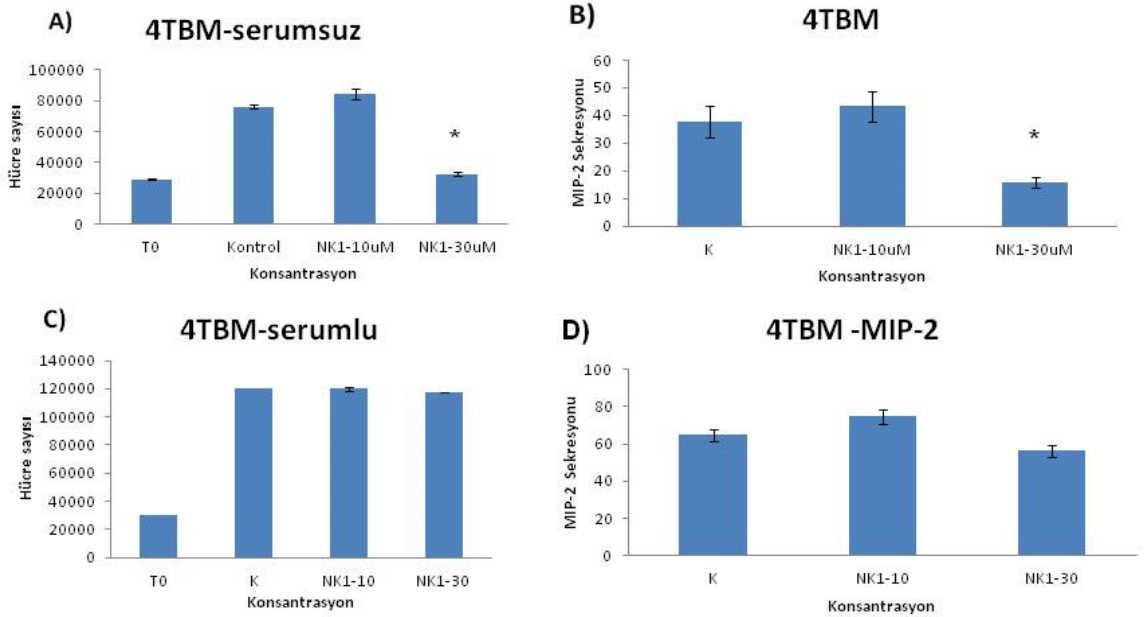 A)
4TBM-serumsuz
Hücre sayısı
100000
80000
60000
40000
20000
0
*
T0 Kontrol NK1-10uM NK1-30uM
Konsantrasyon
B)
4TBM
MIP-2 Sekresyonu
60
50
40
30
20
10
0
*
K NK1-10uM NK1-30uM
Konsantrasyon
C)
4TBM-serumlu
Hücre sayısı
140000
120000
100000
80000
60000
40000
20000
0
T0 K NK1-10 NK1-30
Konsantrasyon
D)
4TBM -MIP-2
MIP-2 Sekresyonu
100
80
60
40
20
0
K NK1-10 NK1-30
Konsantrasyon